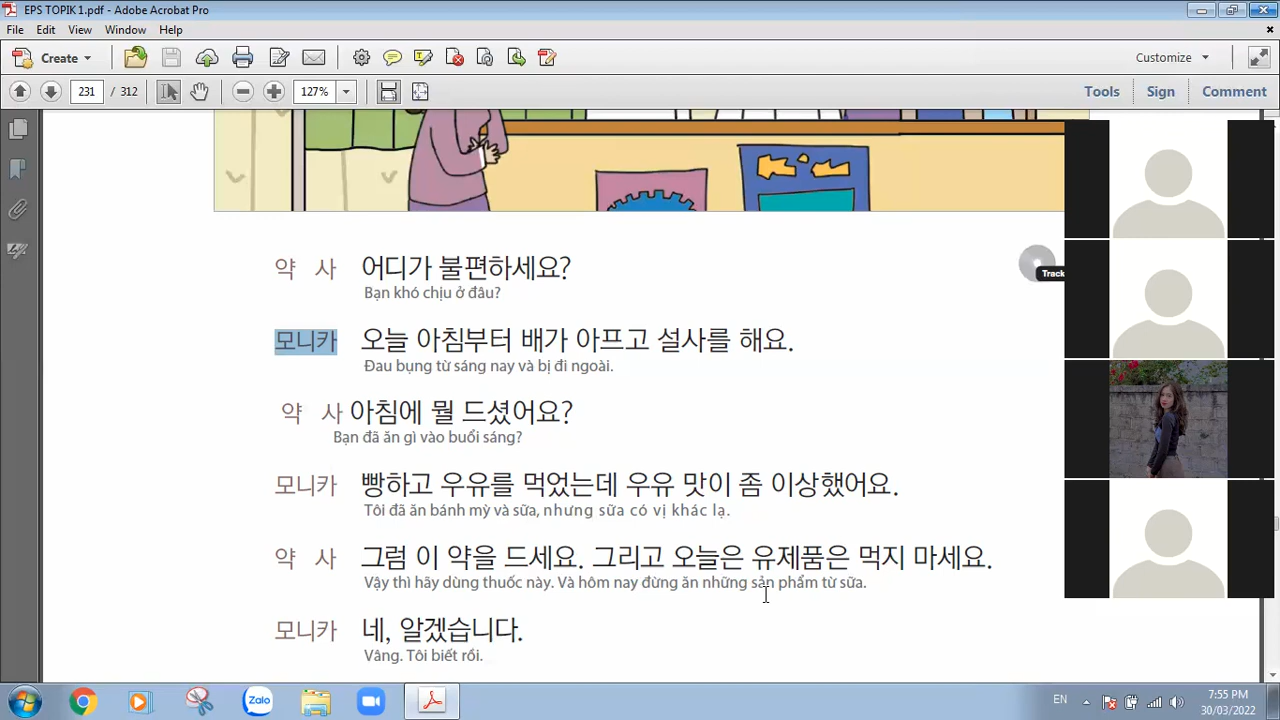 EPS TOPIK 1.pdf - Adobe Acrobat Pro
File Edit View Window Help
Create Customize
231 / 312 127% Tools Sign Comment
약 사 어디가 불편하세요?
Bạn khó chịu ở đâu?
Track
모니카 오늘 아침부터 배가 아프고 설사를 해요.
Đau bụng từ sáng nay và bị đi ngoài.
약 사 아침에 뭘 드셨어요?
Bạn đã ăn gì vào buổi sáng?
모니카 빵하고 우유를 먹었는데 우유 맛이 좀 이상했어요.
Tôi đã ăn bánh mỳ và sữa, nhưng sữa có vị khác lạ.
약 사 그럼 이 약을 드세요. 그리고 오늘은 유제품은 먹지 마세요.
Vậy thì hãy dùng thuốc này. Và hôm nay đừng ăn những sản phẩm từ sữa.
모니카 네, 알겠습니다.
Vâng. Tôi biết rồi.
Zalo
EN
7:55 PM
30/03/2022